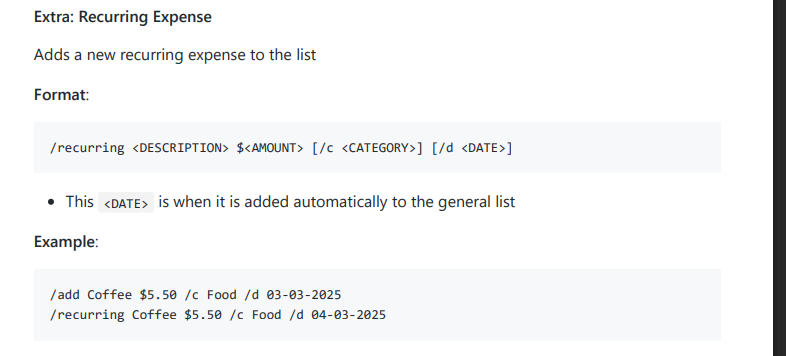 Extra: Recurring Expense
Adds a new recurring expense to the list
Format:
/recurring <DESCRIPTION> $<AMOUNT> [/c <CATEGORY>] [/d <DATE>]
• This <DATE> is when it is added automatically to the general list
Example:
/add Coffee $5.50 /c Food /d 03-03-2025
/recurring Coffee $5.50 /c Food /d 04-03-2025